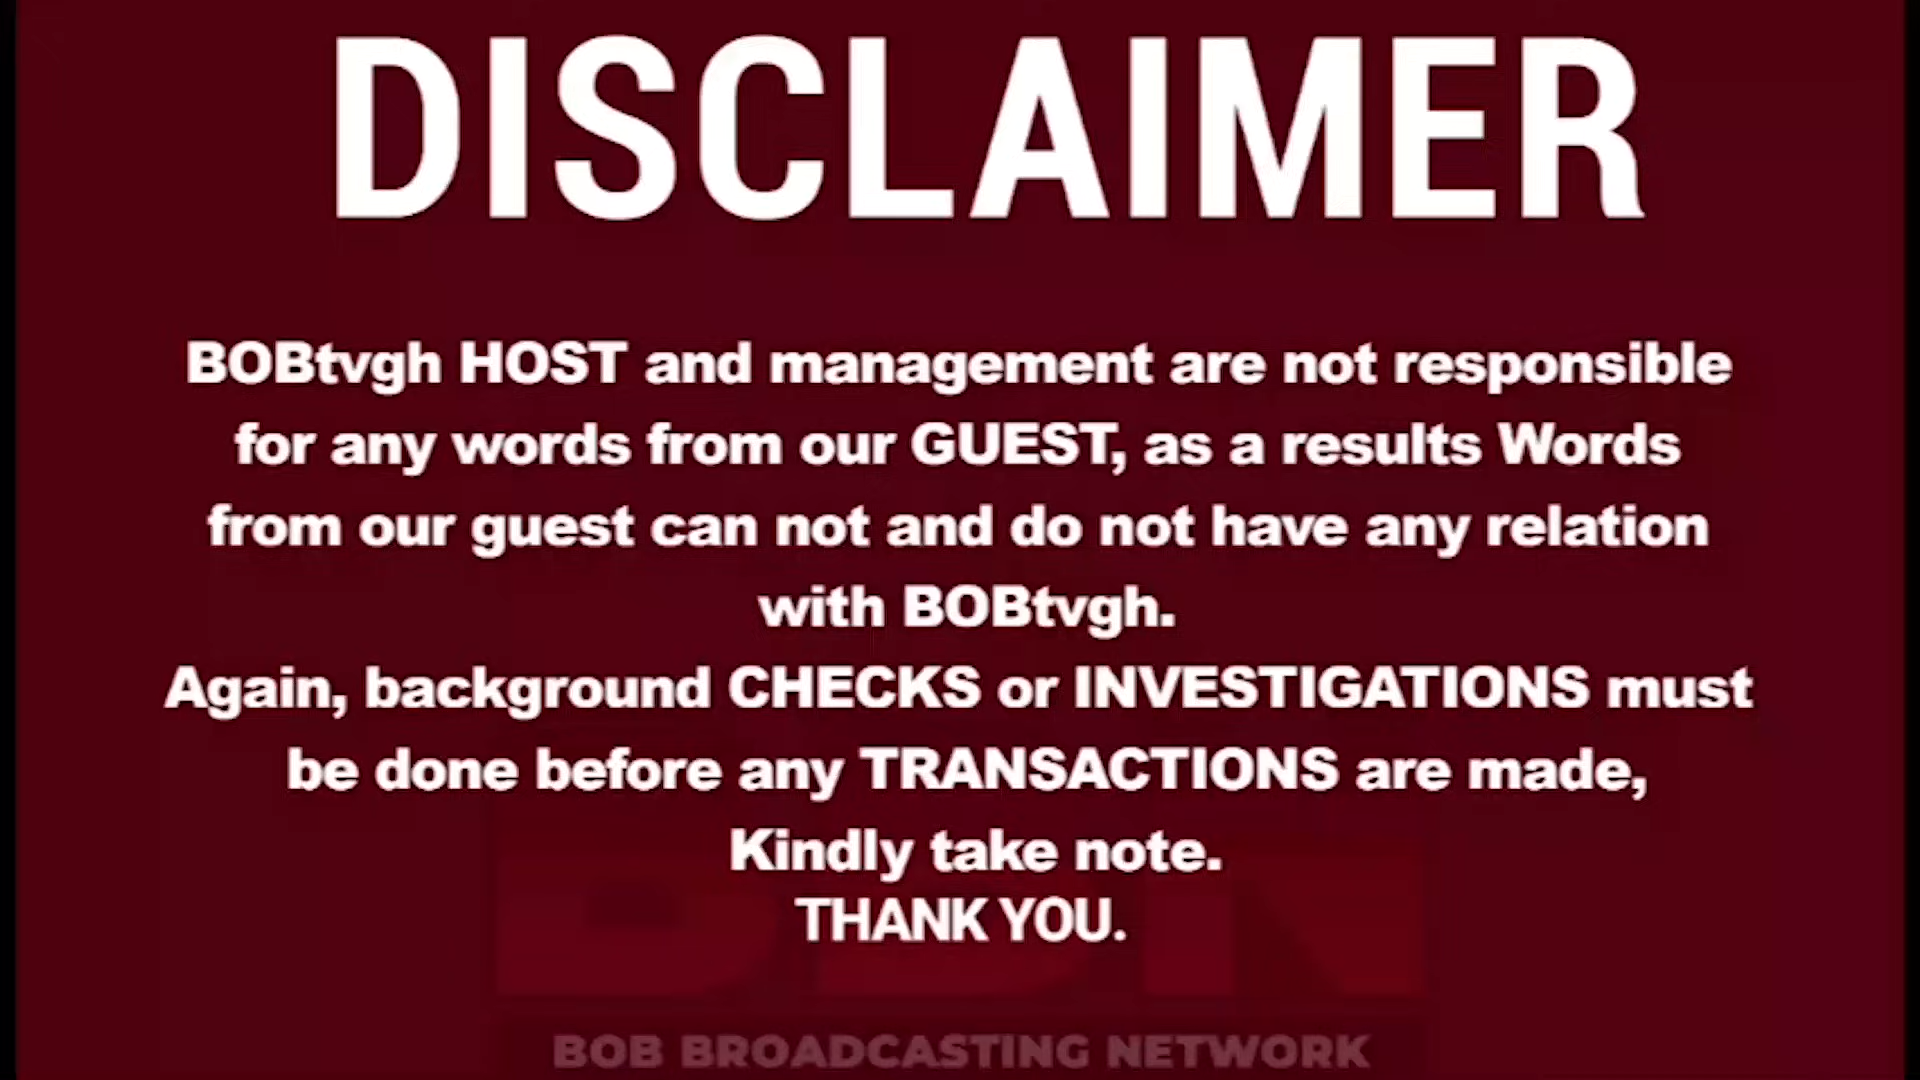 DISCLAIMER
BOBtvgh HOST and management are not responsible
for any words from our GUEST, as a results Words
from our guest can not and do not have any relation
with BOBtvgh.
Again, background CHECKS or INVESTIGATIONS must
be done before any TRANSACTIONS are made,
Kindly take note.
THANK YOU.
BOB BROADCASTING NETWORK